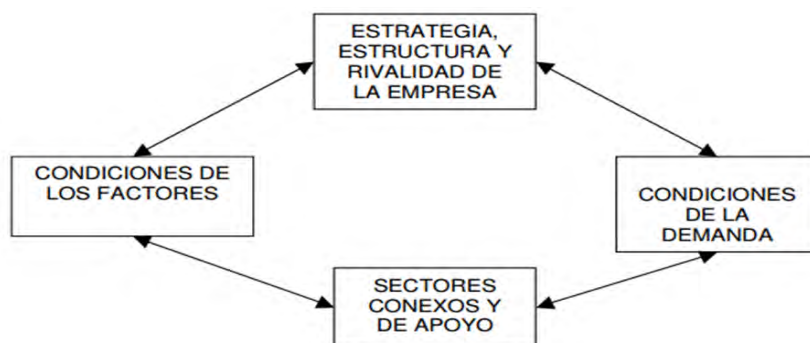 ESTRATEGIA,
ESTRUCTURA Y
RIVALIDAD DE
LA EMPRESA
CONDICIONES DE
LOS FACTORES
CONDICIONES
DE LA
DEMANDA
SECTORES
CONEXOS Y
DE APOYO